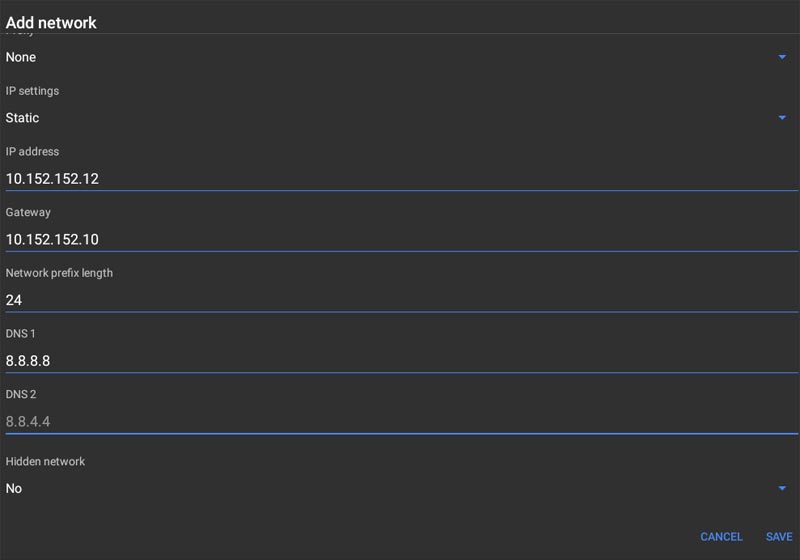 Add network
None
IP settings
Static
IP address
10.152.152.12
Gateway
10.152.152.10
Network prefix length
24
DNS 1
8.8.8.8
DNS 2
8.8.4.4
Hidden network
No
CANCEL SAVE